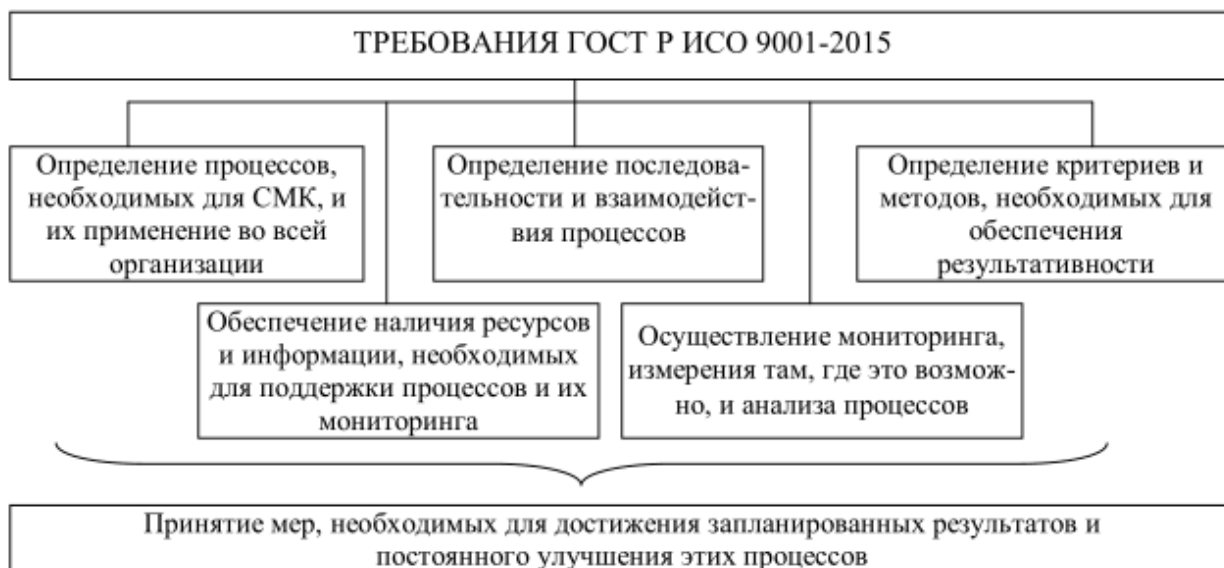 ТРЕБОВАНИЯ ГОСТ Р ИСО 9001-2015
Определение процессов,
необходимых для СМК, и
их применение во всей
организации
Определение последова-
тельности и взаимодейст-
вия процессов
Определение критериев и
методов, необходимых для
обеспечения
результативности
Обеспечение наличия ресурсов
и информации, необходимых
для поддержки процессов и их
мониторинга
Осуществление мониторинга,
измерения там, где это возмож-
но, и анализа процессов
Принятие мер, необходимых для достижения запланированных результатов и
постоянного улучшения этих процессов